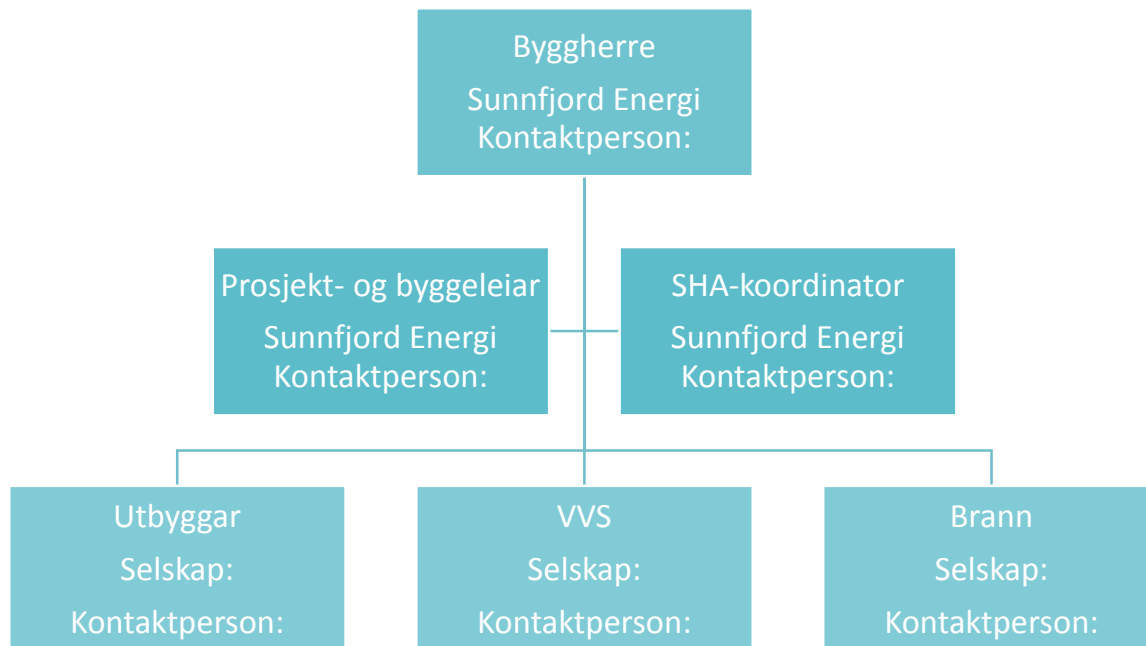 Byggherre
Sunnfjord Energi
Kontaktperson:
Prosjekt- og byggeleiar
Sunnfjord Energi
Kontaktperson:
SHA-koordinator
Sunnfjord Energi
Kontaktperson:
Utbyggar
Selskap:
Kontaktperson:
VVS
Selskap:
Kontaktperson:
Brann
Selskap:
Kontaktperson: